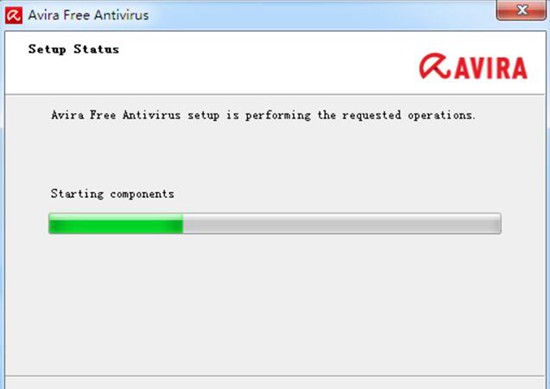 Avira Free Antivirus
Setup Status
AVIRA
Avira Free Antivirus setup is performing the requested operations.
Starting components